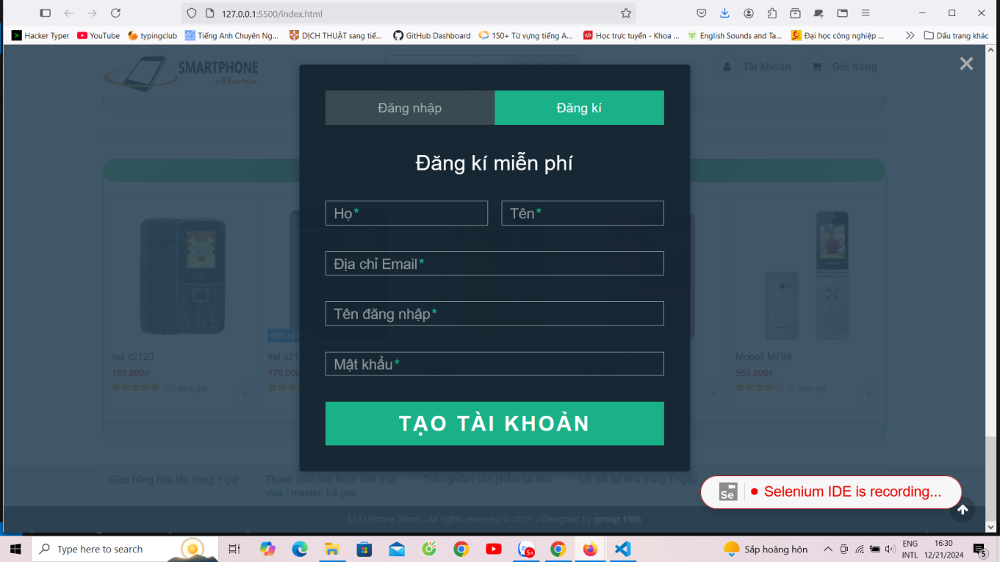 127.0.0.1:5500/index.html
Hacker Typer
YouTube
typingclub
Tiếng Anh Chuyên Ng...
DỊCH THUẬT sang tiế...
GitHub Dashboard
150+ Từ vựng tiếng A...
Học trực tuyến - Khoa ...
English Sounds and Ta...
Đại học công nghiệp ...
Dấu trang khác
SMARTPHONE
Store
Tài khoản
Giỏ hàng
Đăng nhập
Đăng kí
Đăng kí miễn phí
Họ*
Tên*
Địa chỉ Email*
Tên đăng nhập*
Mật khẩu*
TẠO TÀI KHOẢN
Mới ra m
Itel it2123
160.000₫
302 đánh giá
Itel it21
170.00
Mobell M789
550.000₫
37 đánh giá
Giao hàng hỏa tốc trong 1 giờ
Thanh toán linh hoạt: tiền mặt,
visa / master, trả góp
Trải nghiệm sản phẩm tại nhà
Lỗi đổi tại nhà trong 1 ngày
Se
Selenium IDE is recording...
LDD Phone Store - All rights reserved © 2021 - Designed by group 15th
Type here to search
5+
Sắp hoàng hôn
ENG
INTL
16:30
12/21/2024
5